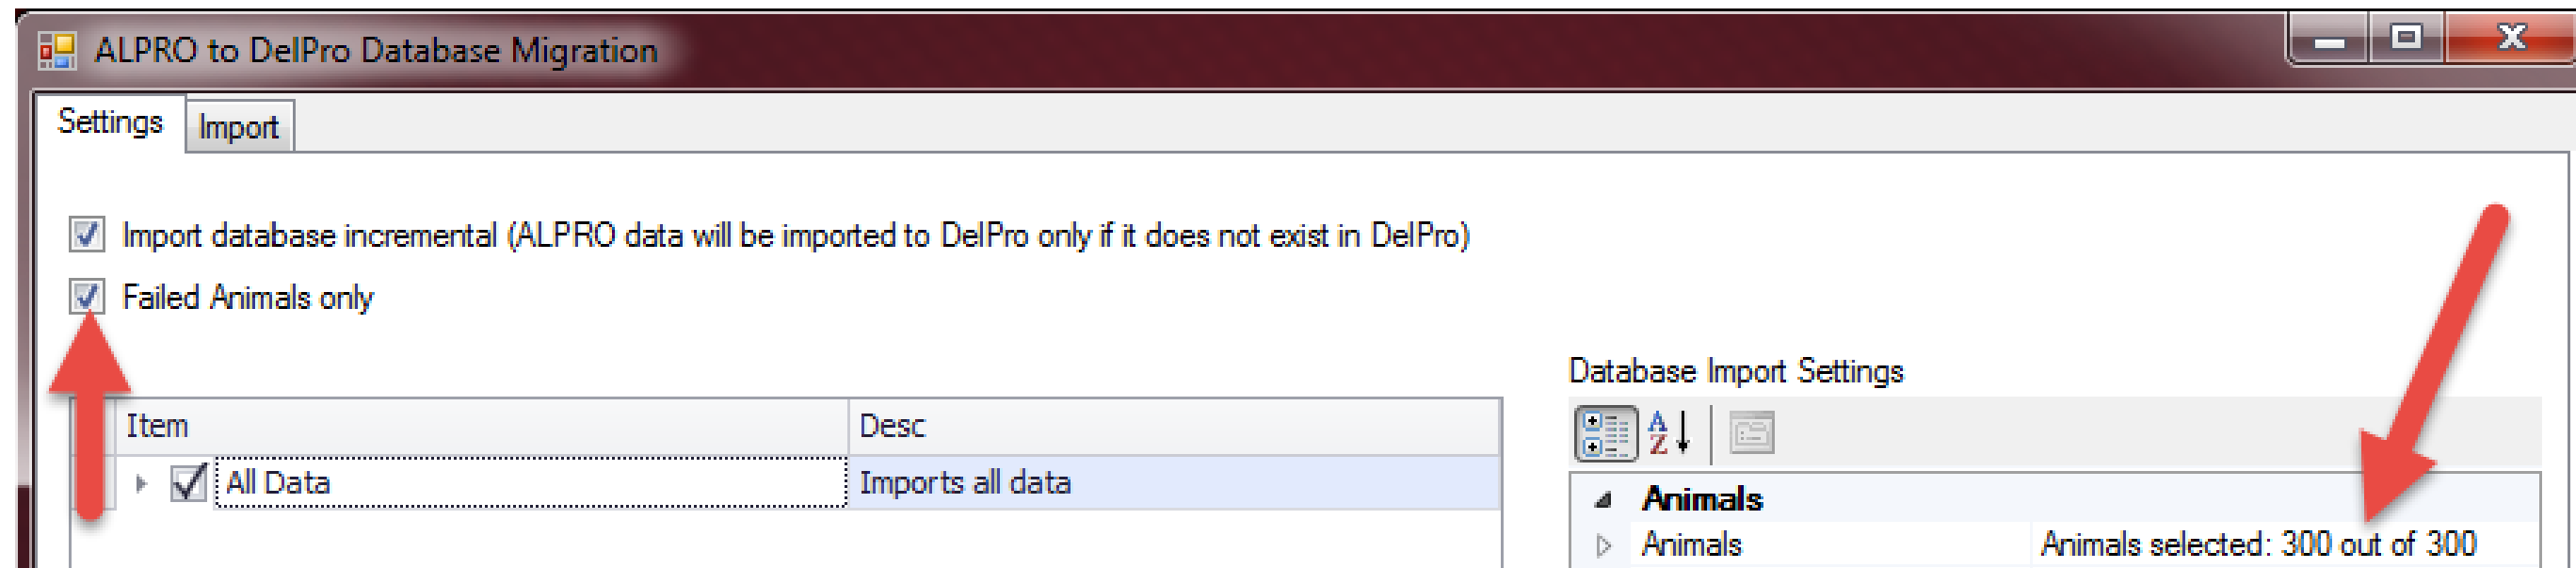 ALPRO to DelPro Database Migration
Settings Import
Import database incremental (ALPRO data will be imported to DelPro only if it does not exist in DelPro)
Failed Animals only
Database Import Settings
Item Desc
A
Z
All Data Imports all data
Animals
Animals Animals selected: 300 out of 300